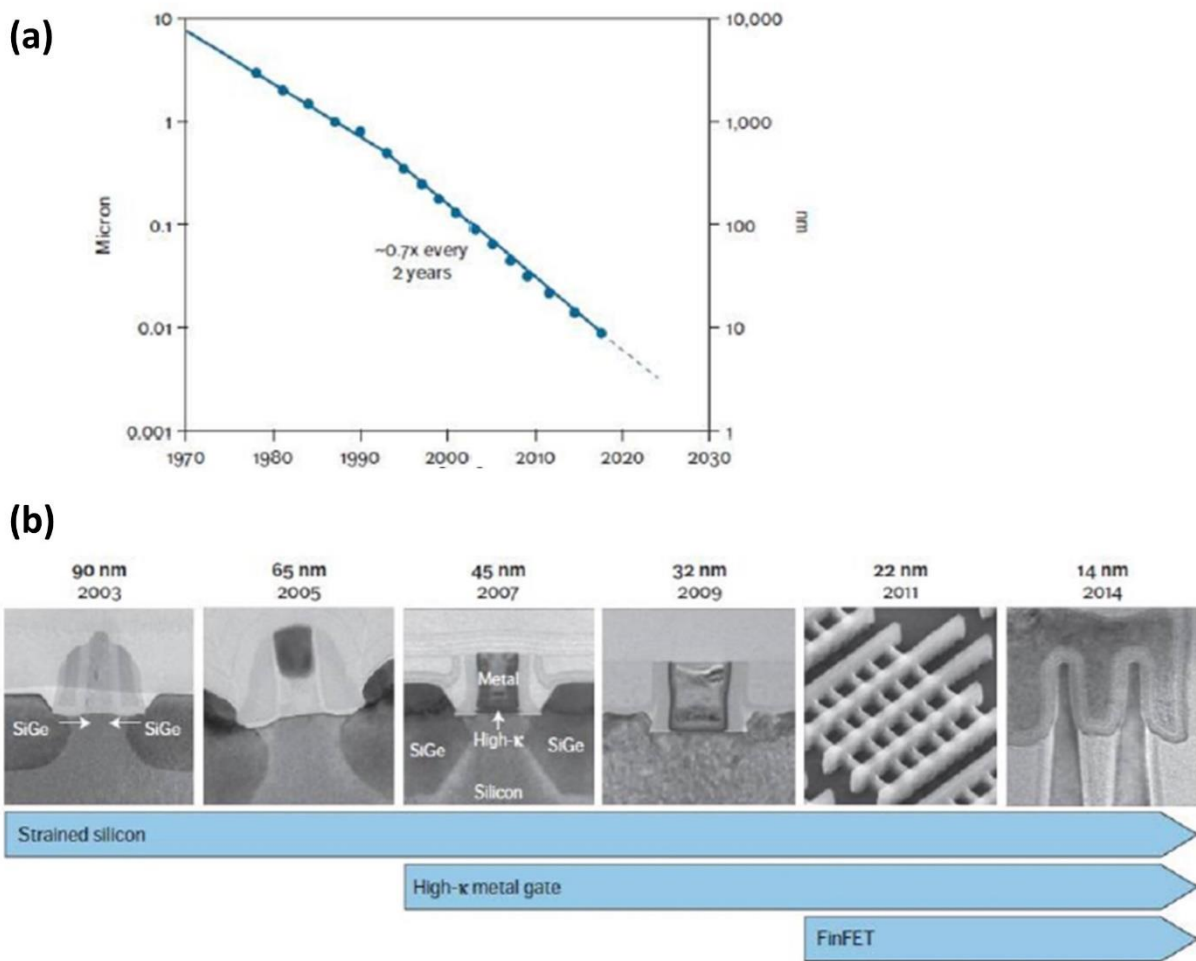 (a)
10
10,000
1
1,000
Micron
0.1
100
nm
~0.7x every
2 years
0.01
10
0.001
1
1970
1980
1990
2000
2010
2020
2030
(b)
90 nm
2003
65 nm
2005
45 nm
2007
32 nm
2009
22 nm
2011
14 nm
2014
SiGe
SiGe
Metal
High-κ
SiGe
SiGe
Silicon
Strained silicon
High-κ metal gate
FinFET